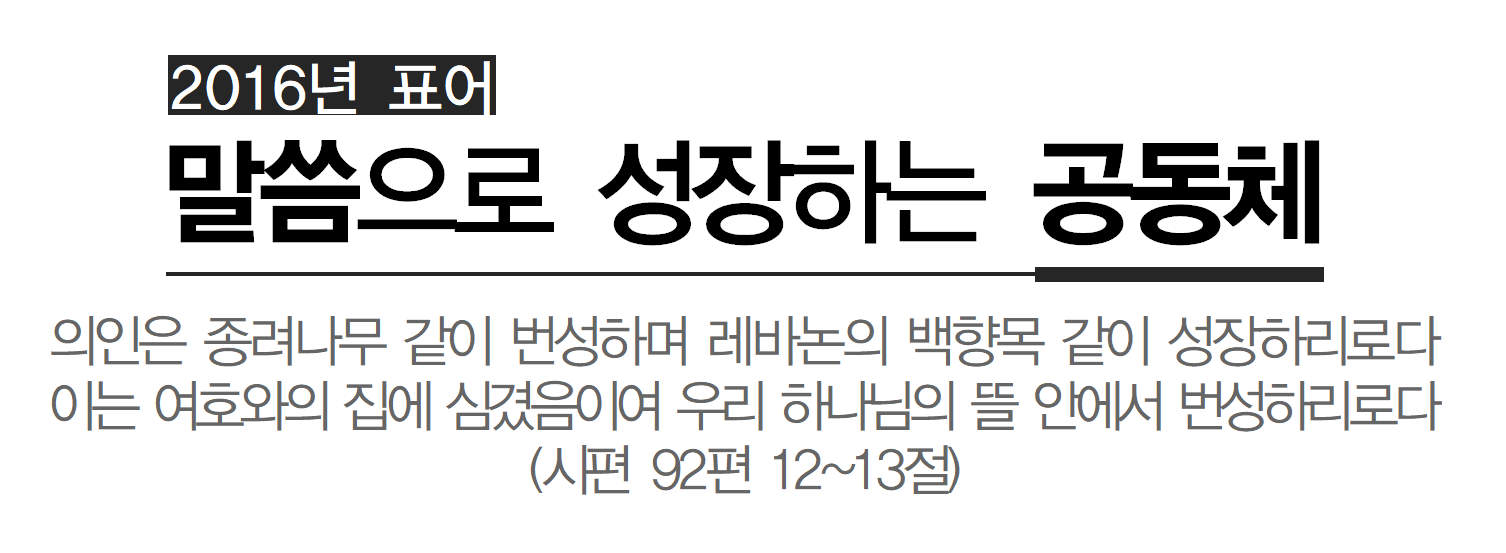 2016년 표어
말씀으로 성장하는 공동체
의인은 종려나무 같이 번성하며 레바논의 백향목 같이 성장하리로다
이는 여호와의 집에 심겼음이여 우리 하나님의 뜰 안에서 번성하리로다
(시편 92편 12~13절)